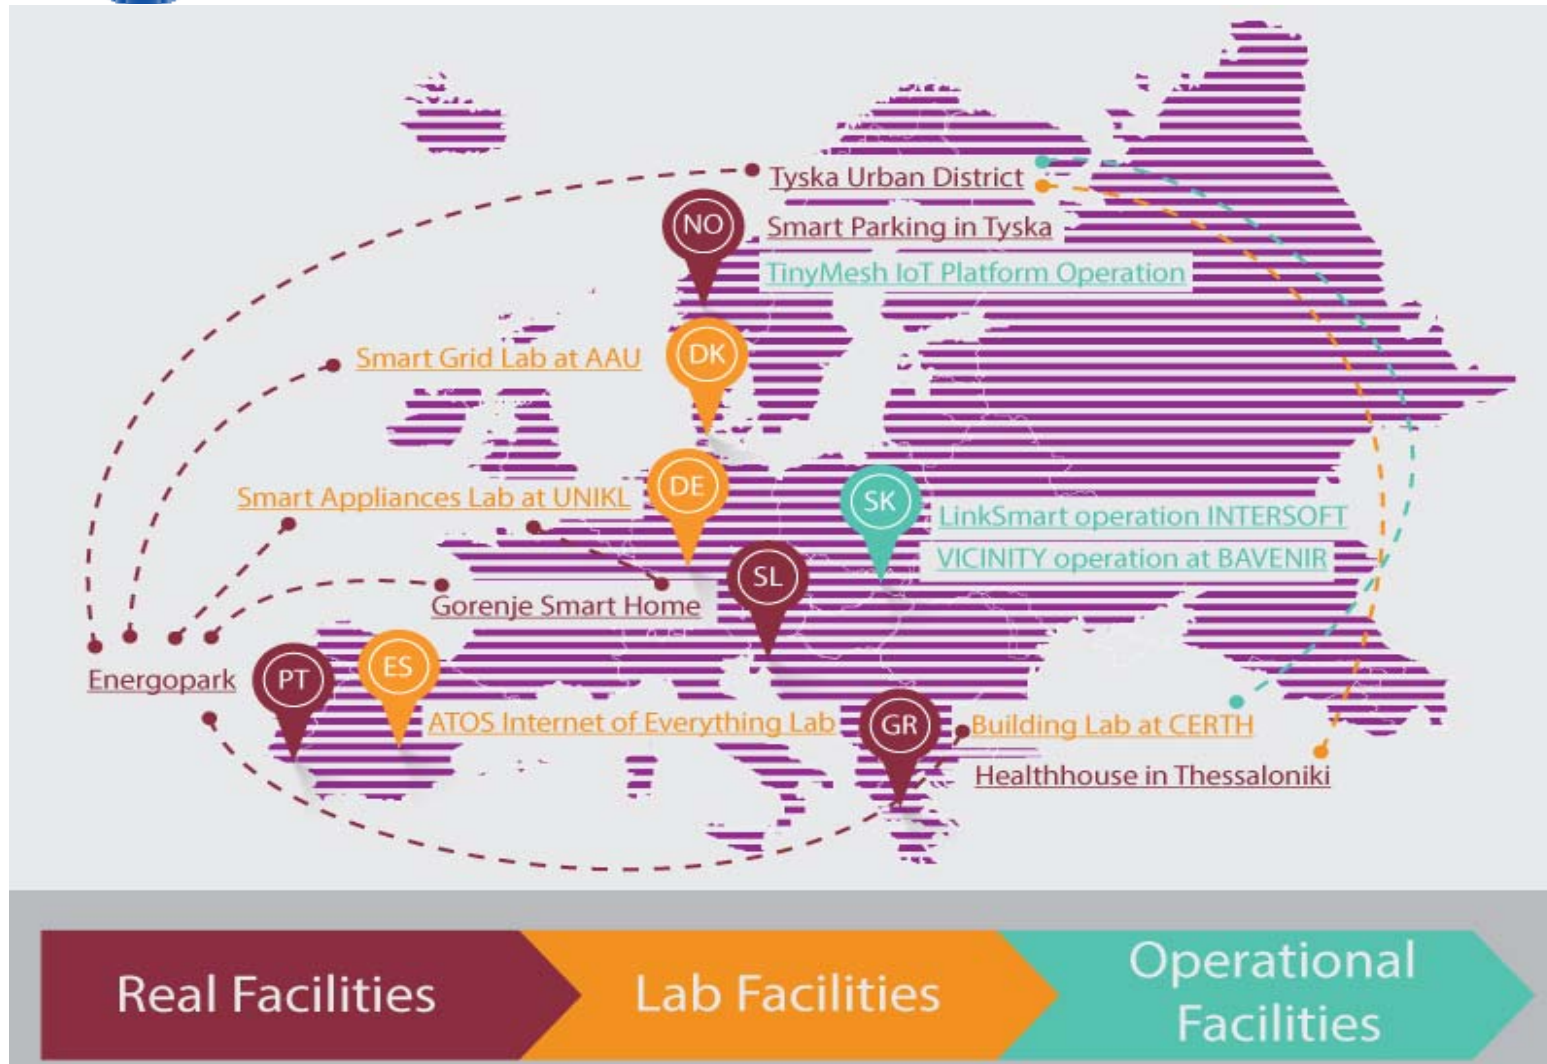 Tyska Urban District
NO
Smart Parking in Tyska
TinyMesh IoT Platform Operation
Smart Grid Lab at AAU
DK
DE
Smart Appliances Lab at UNIKL
SK
LinkSmart operation INTERSOFT
VICINITY operation at BAVENIR
SL
Gorenje Smart Home
Energopark
PT
ES
ATOS Internet of Everything Lab
GR
Building Lab at CERTH
Healthhouse in Thessaloniki
Real Facilities
Lab Facilities
Operational
Facilities